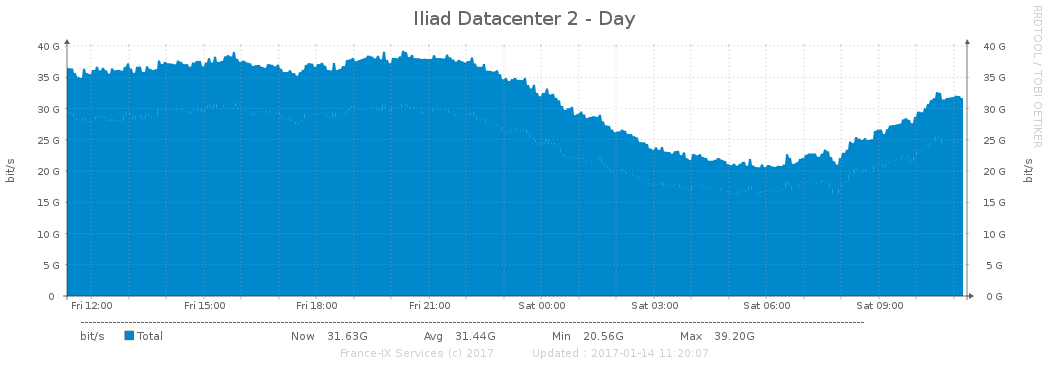 Iliad Datacenter 2 - Day
RRDTOOL / TOBI OETIKER
40 G 40 G
35 G 35 G
30 G 30 G
25 G 25 G
20 G 20 G
15 G 15 G
10 G 10 G
5 G 5 G
0 0 G
bit/s bit/s
Fri 12:00 Fri 15:00 Fri 18:00 Fri 21:00 Sat 00:00 Sat 03:00 Sat 06:00 Sat 09:00
bit/s Total Now 31.63G Avg 31.44G Min 20.56G Max 39.20G
France-IX Services (c) 2017 Updated : 2017-01-14 11:20:07